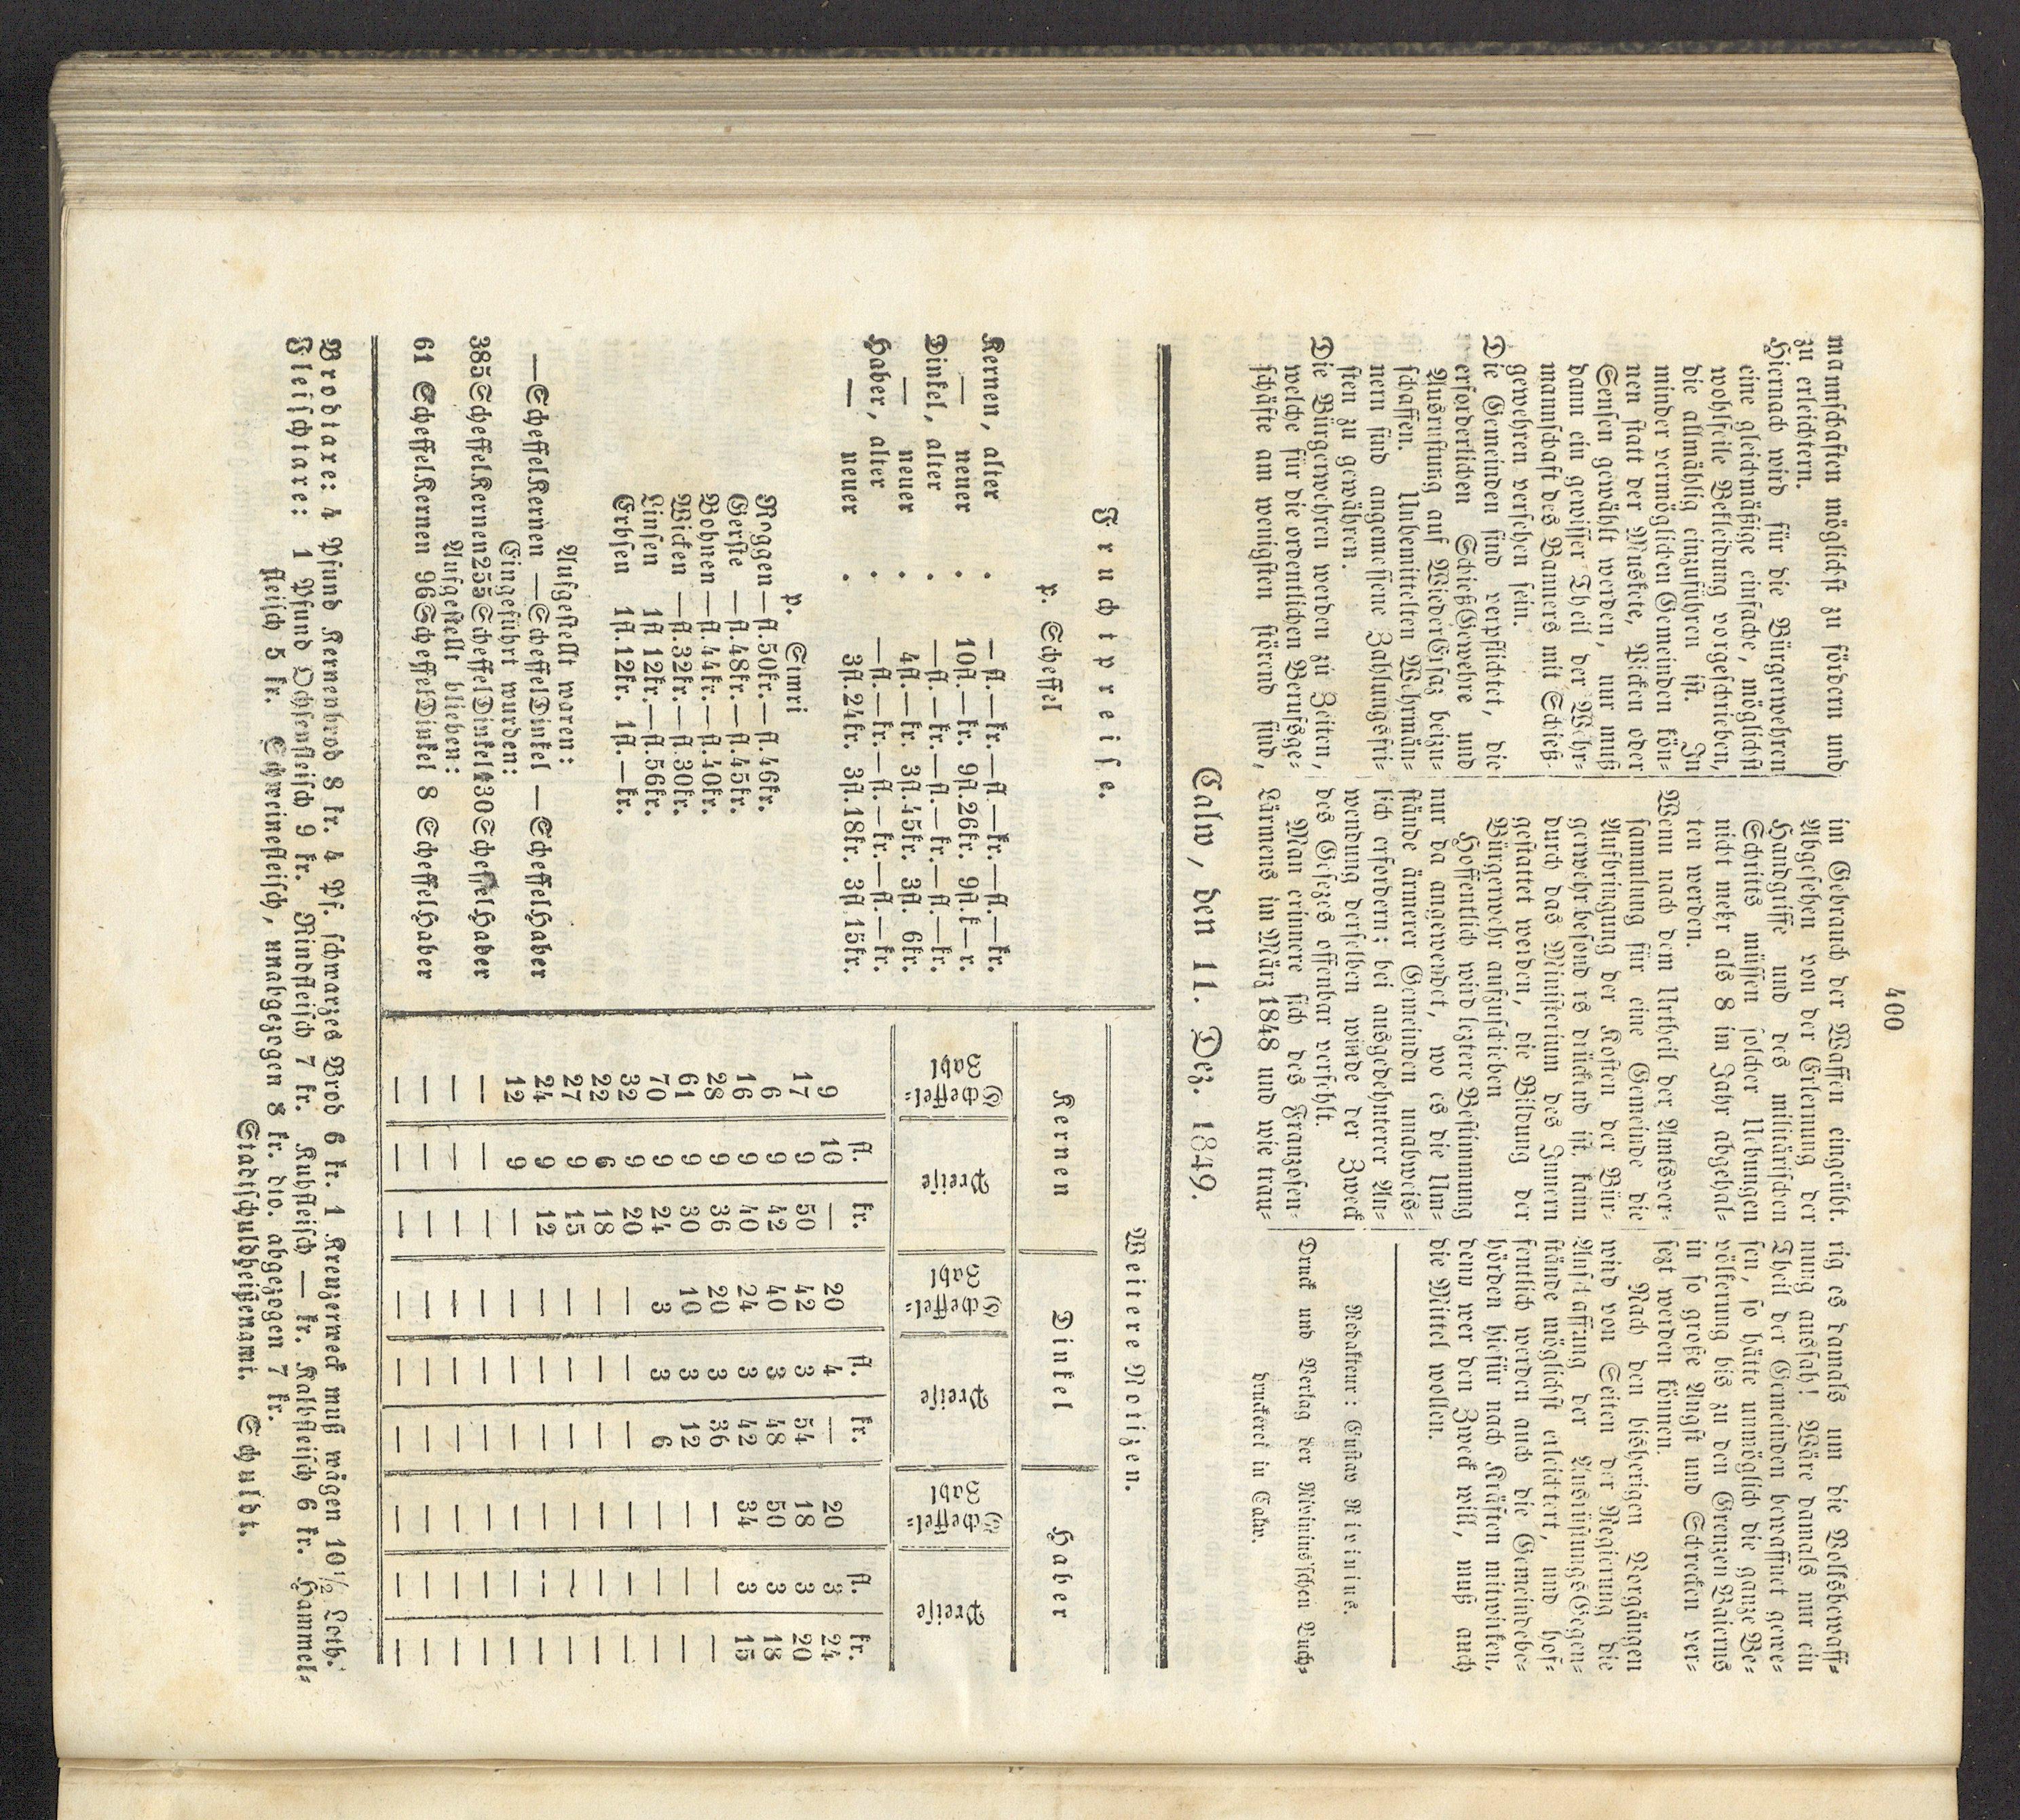 400
mannschaften möglichst zu fördern und
zu erleichtern.
Hiernach wird für die Bürgerwehren
eine gleichmäßige einfache, möglichst
wohlfeile Bekleidung vorgeschrieben,
die allmählig einzuführen ist. In
minder vermöglichen Gemeinden kön-
nen statt der Muskete, Picken oder
Sensen gewählt werden, nur muß
dann ein gewisser Theil der Wehr-
mannschaft des Banners mit Schieß-
gewehren versehen sein.
Die Gemeinden sind verpflichtet, die
erforderlichen SchießGewehre und
Ausrüstung auf WiederErsaz beizu-
schaffen. Unbemittelten Wehrmän-
nern sind angemessene Zahlungsfri-
sten zu gewähren.
Die Bürgerwehren werden zu Zeiten,
welche für die ordentlichen Berufsge-
schäfte am wenigsten störend sind,
im Gebrauch der Waffen eingeübt.
Abgesehen von der Erlernung der
Handgriffe und des militärischen
Schritts müssen solcher Uebungen
nicht mehr als 8 im Jahr abgehal-
ten werden.
Wenn nach dem Urtheil der Amtsver-
sammlung für eine Gemeinde die
Aufbringung der Kosten der Bür-
gerwehr besonders drückend ist, kann
durch das Ministerium des Innern
gestattet werden, die Bildung der
Bürgerwehr aufzuschieben
Hoffentlich wird leztere Bestimmung
nur da angewendet, wo es die Um-
stände ärmerer Gemeinden unabweis-
lich erfordern; bei ausgedehnterer An-
wendung derselben würde der Zweck
des Gesezes offenbar verfehlt.
Man erinnere sich des Franzosen-
Lärmens im März 1848 und wie trau-
rig es damals um die Volksbewaff-
nung aussah! Wäre damals nur ein
Theil der Gemeinden bewaffnet gewe-
sen, so hätte unmöglich die ganze Be-
völkerung bis zu den Grenzen Baierns
in so große Angst und Schrecken ver-
sezt werden können.
Nach den bisherigen Vorgängen
wird von Seiten der Regierung die
Anschaffung der AusrüstungsGegen-
stände möglichst erleichtert, und hof-
fentlich werden auch die Gemeindebe-
hörden hiefür nach Kräften mitwirken,
denn wer den Zweck will, muß auch
die Mittel wollen.
Redakteur: Gustav Rivinius.
Druck und Verlag der Rivinius'schen Buch-
druckerei in Calw.
Calw, den 11. Dez. 1849.
Fruchtpreise.
p. Scheffel
Kernen, alter . —fl.—kr.—fl.—kr.—fl.—kr.
— neuer . 10fl.—kr. 9fl.26kr. 9fl.
Dinkel, alter . —fl.—kr.—fl.—kr.—fl.—kr.
— neuer . 4fl.—kr. 3fl.45kr. 3fl. 6kr.
Haber, alter . —fl.—kr.—fl.—kr.—fl.—kr.
— neuer . 3fl.24kr. 3fl.18kr. 3fl 15kr.
p. Simri
Roggen —fl.50kr.—fl.46kr.
Gerste —fl.48kr.—fl.45kr.
Bohnen —fl.44kr.—fl.40kr.
Wicken —fl.32kr.—fl 30kr.
Linsen 1fl 12kr.—fl.56kr.
Erbsen 1fl.12kr. 1fl.—kr.
Aufgestellt waren:
—Scheffel Kernen —Scheffel Dinkel —Scheffel Haber
Eingeführt wurden:
385Scheffel Kernen 255Scheffel Dinkel 130Scheffel Haber
Aufgestellt blieben:
61 Scheffel Kernen 96Scheffel Dinkel 8 Scheffel Haber
Weitere Notizen.
Kernen Dinkel Haber
Scheffel- Preise Scheffel- Preise Scheffel- Preise
Zahl Zahl Zahl
fl. kr. fl. kr. fl. kr.
9 10 — 20 4 — 20 3 24
17 9 50 42 3 54 18 3 20
6 9 42 40 3 48 50 3 18
16 9 40 24 3 42 34 3 15
28 9 36 20 3 36 — — —
61 9 30 10 3 12 — — —
70 9 24 3 3 6 — — —
32 9 20 — — — — — —
22 6 18 — — — — — —
27 9 15 — — — — — —
24 9 12 — — — — — —
12 9 — — — — — — —
— — — — — — — — —
— — — — — — — — —
— — — — — — — — —
— — — — — — — — —
Brodtaxe: 4 Pfund Kernenbrod 8 kr. 4 Pf. schwarzes Brod 6 kr. 1 Kreuzerweck muß wägen 10½ Loth.
Fleischtaxe: 1 Pfund Ochsenfleisch 9 kr. Rindfleisch 7 kr. Kuhfleisch — kr. Kalbfleisch 6 kr. Hammel-
fleisch 5 kr. Schweinefleisch, unabgezogen 8 kr. dto. abgezogen 7 kr.
Stadtschuldheißenamt. Schuldt.